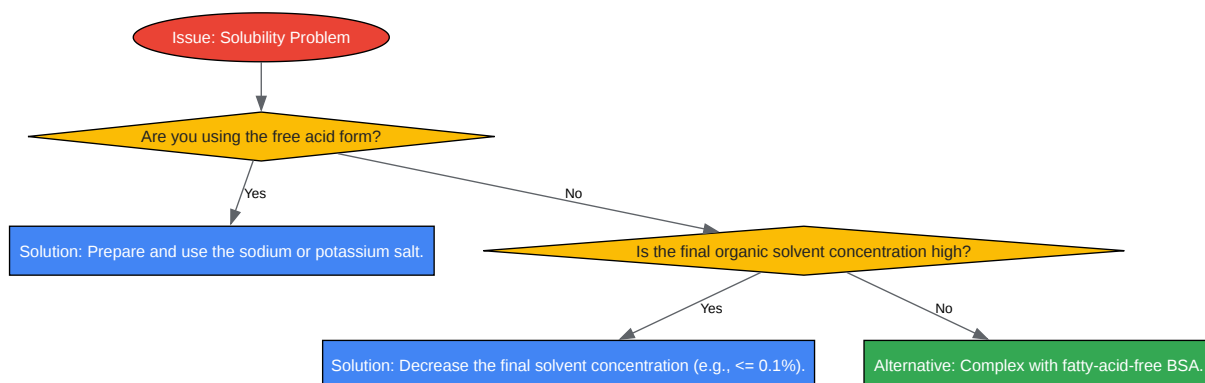 Issue: Solubility Problem
Are you using the free acid form?
Yes
No
Solution: Prepare and use the sodium or potassium salt.
Is the final organic solvent concentration high?
Yes
No
Solution: Decrease the final solvent concentration (e.g., <= 0.1%).
Alternative: Complex with fatty-acid-free BSA.